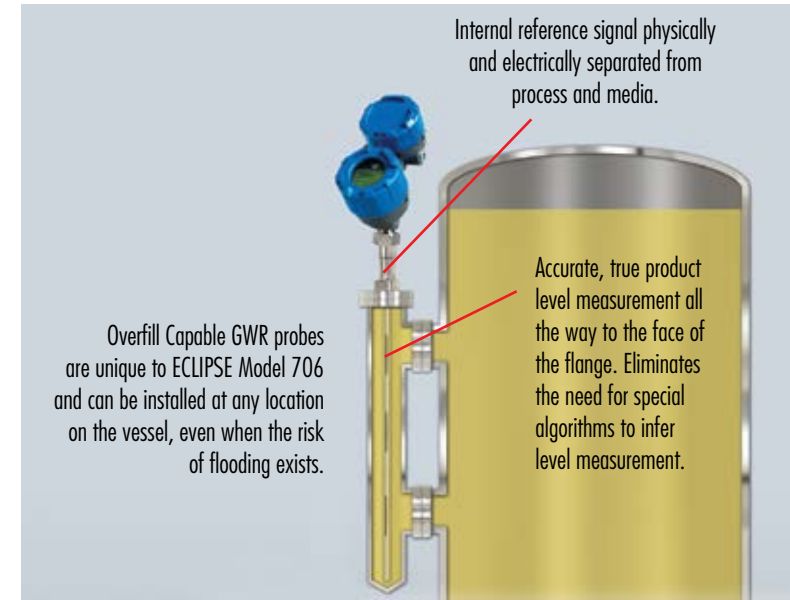 Internal reference signal physically
and electrically separated from
process and media.
Overfill Capable GWR probes
are unique to ECLIPSE Model 706
and can be installed at any location
on the vessel, even when the risk
of flooding exists.
Accurate, true product
level measurement all
the way to the face of
the flange. Eliminates
the need for special
algorithms to infer
level measurement.